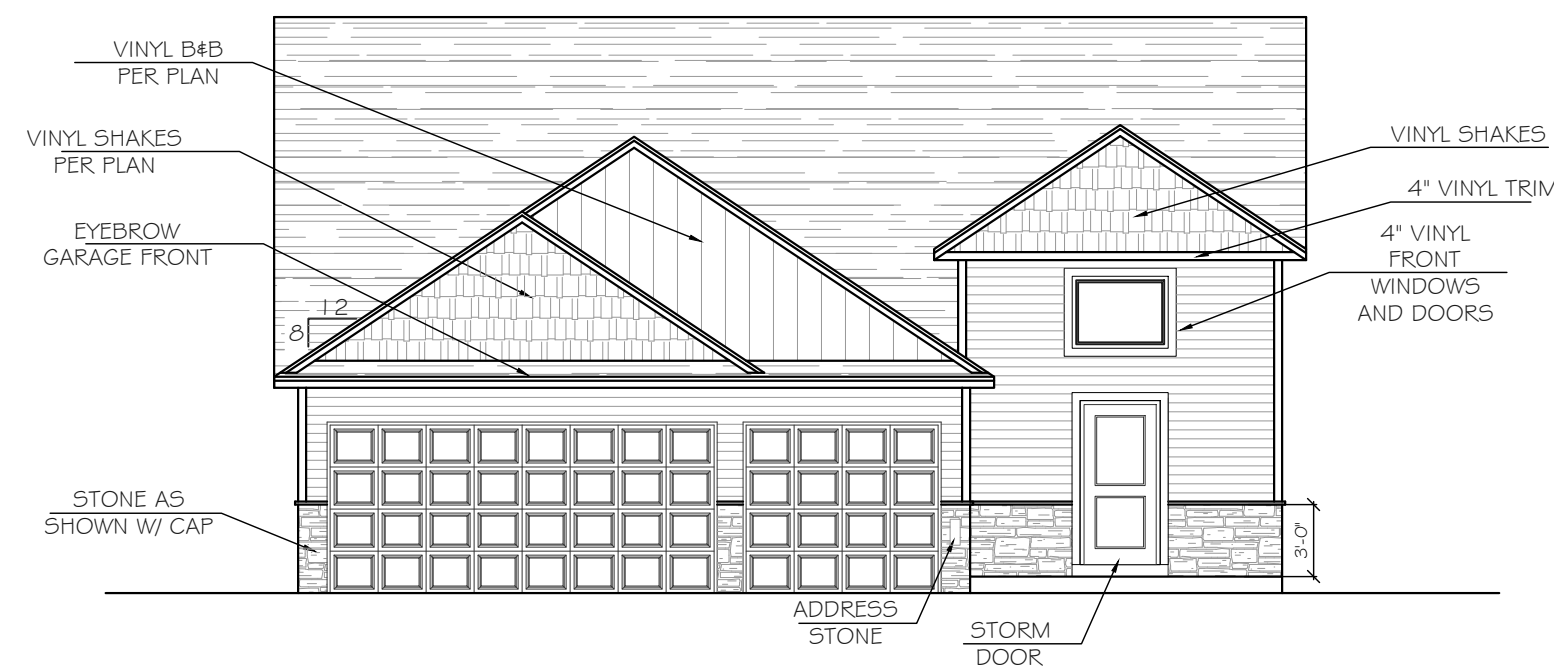 VINYL B&B
PER PLAN
VINYL SHAKES
PER PLAN
EYEBROW
GARAGE FRONT
12
8
STONE AS
SHOWN W/ CAP
VINYL SHAKES
4" VINYL TRIM
4" VINYL
FRONT
WINDOWS
AND DOORS
3'-0"
ADDRESS
STONE
STORM
DOOR